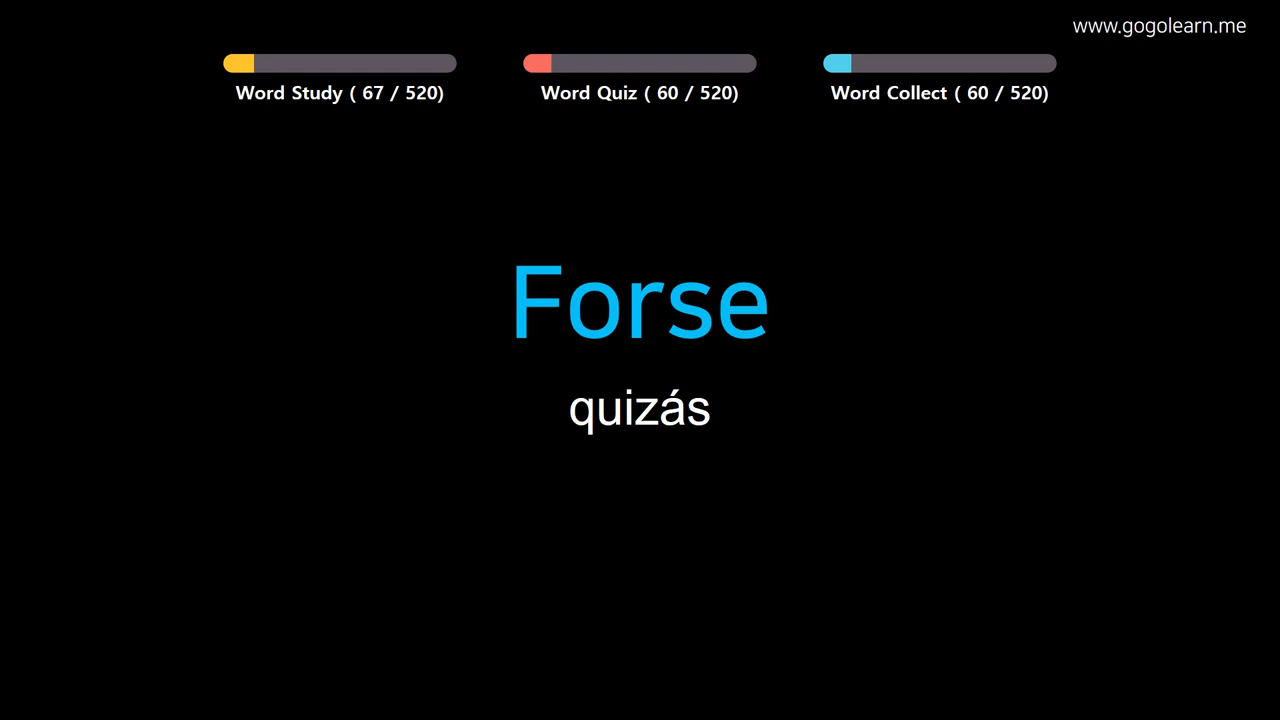 www.gogolearn.me
Word Study ( 67 / 520)
Word Quiz ( 60 / 520)
Word Collect ( 60 / 520)
Forse
quizás